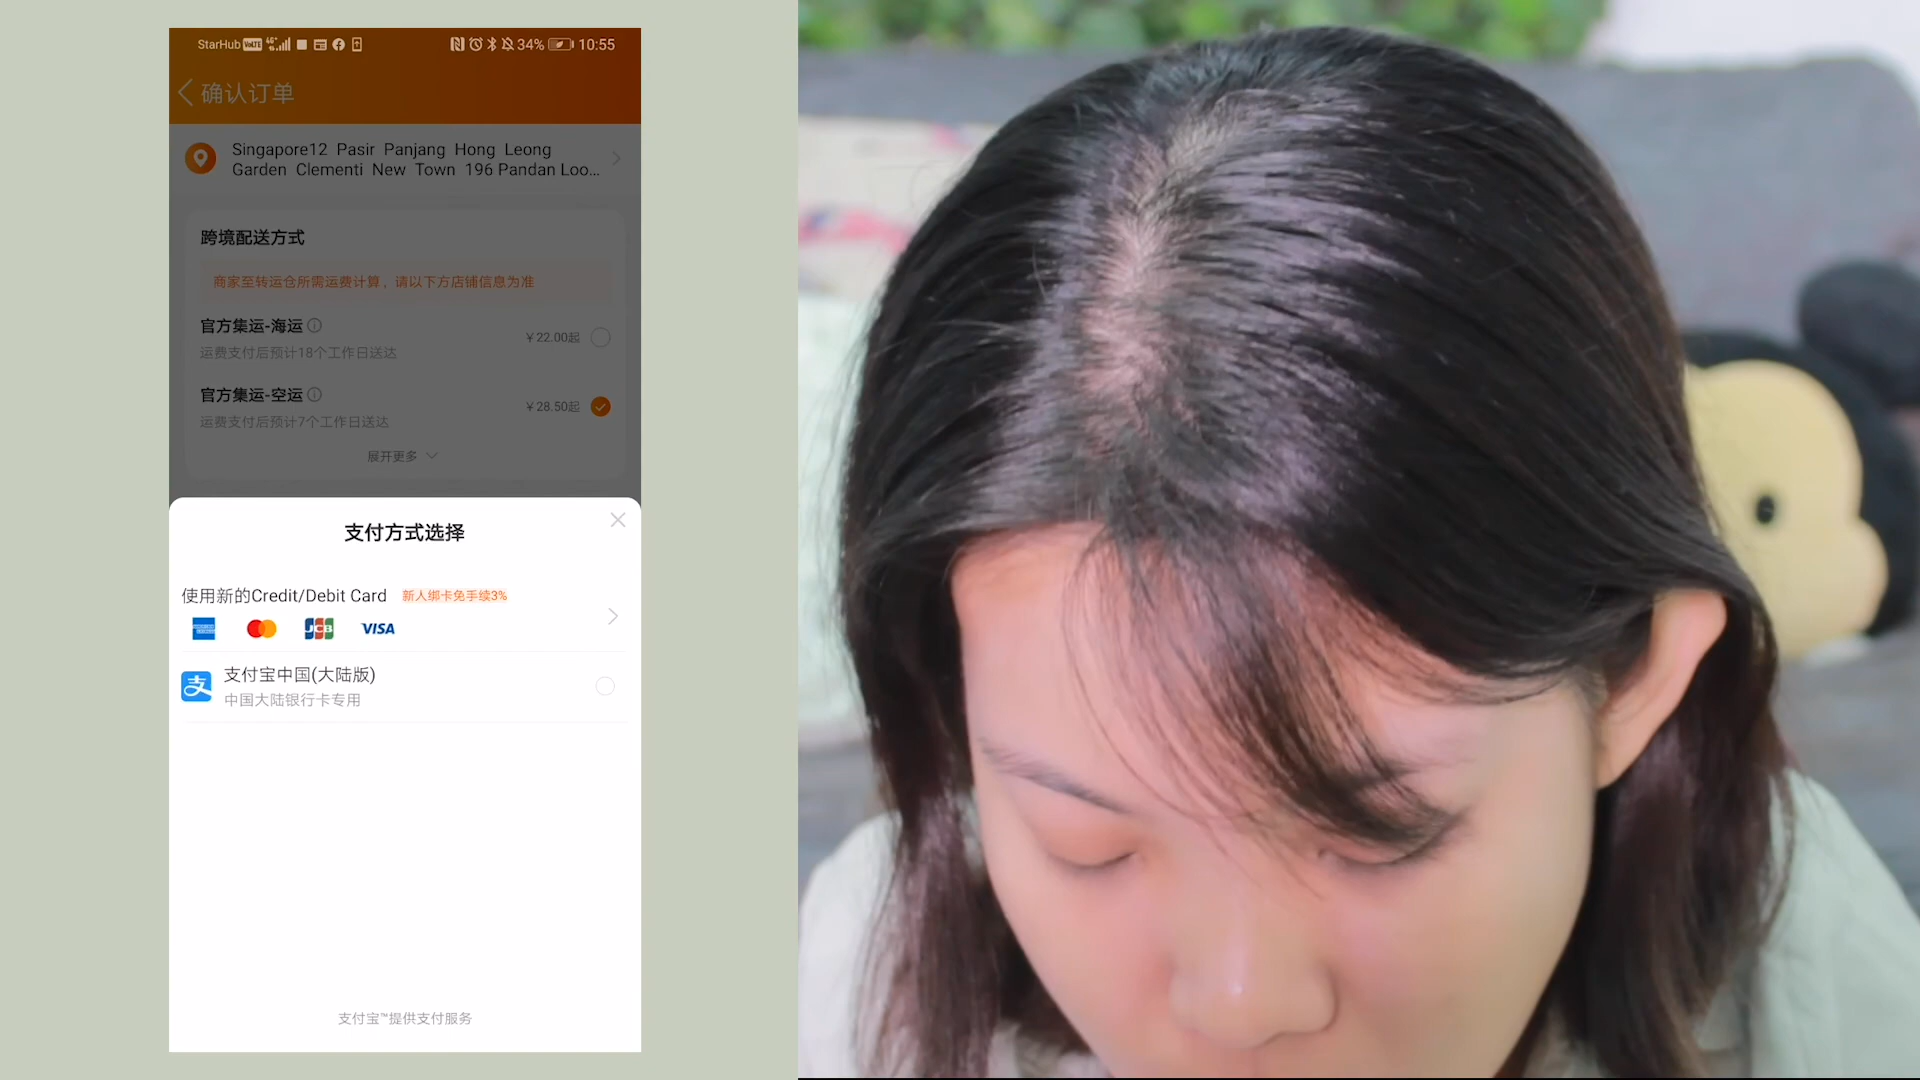 StarHub VoLTE 34% 10:55
确认订单
Singapore12 Pasir Panjang Hong Leong
Garden Clementi New Town 196 Pandan Loo...
跨境配送方式
商家至转运仓所需运费计算，请以下方店铺信息为准
官方集运-海运
￥22.00起
运费支付后预计18个工作日送达
官方集运-空运
￥28.50起
运费支付后预计7个工作日送达
展开更多
支付方式选择
使用新的Credit/Debit Card 新人绑卡免手续3%
JCB VISA
支 支付宝中国(大陆版)
中国大陆银行卡专用
支付宝™提供支付服务